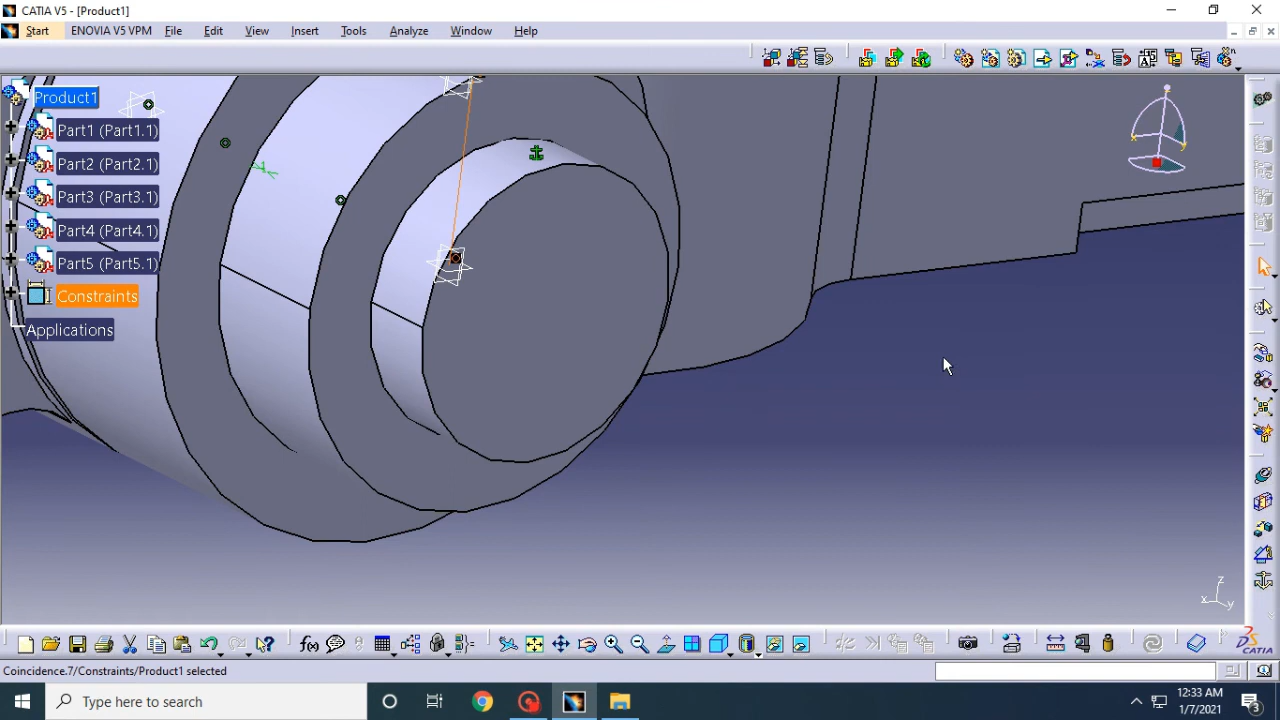 CATIA V5 - [Product1]
Start ENOVIA V5 VPM File Edit View Insert Tools Analyze Window Help
Product1
Part1 (Part1.1)
Part2 (Part2.1)
Part3 (Part3.1)
Part4 (Part4.1)
Part5 (Part5.1)
Constraints
Applications
z
x y
f(x)
CATIA
Coincidence.7/Constraints/Product1 selected
Type here to search
12:33 AM
1/7/2021
3